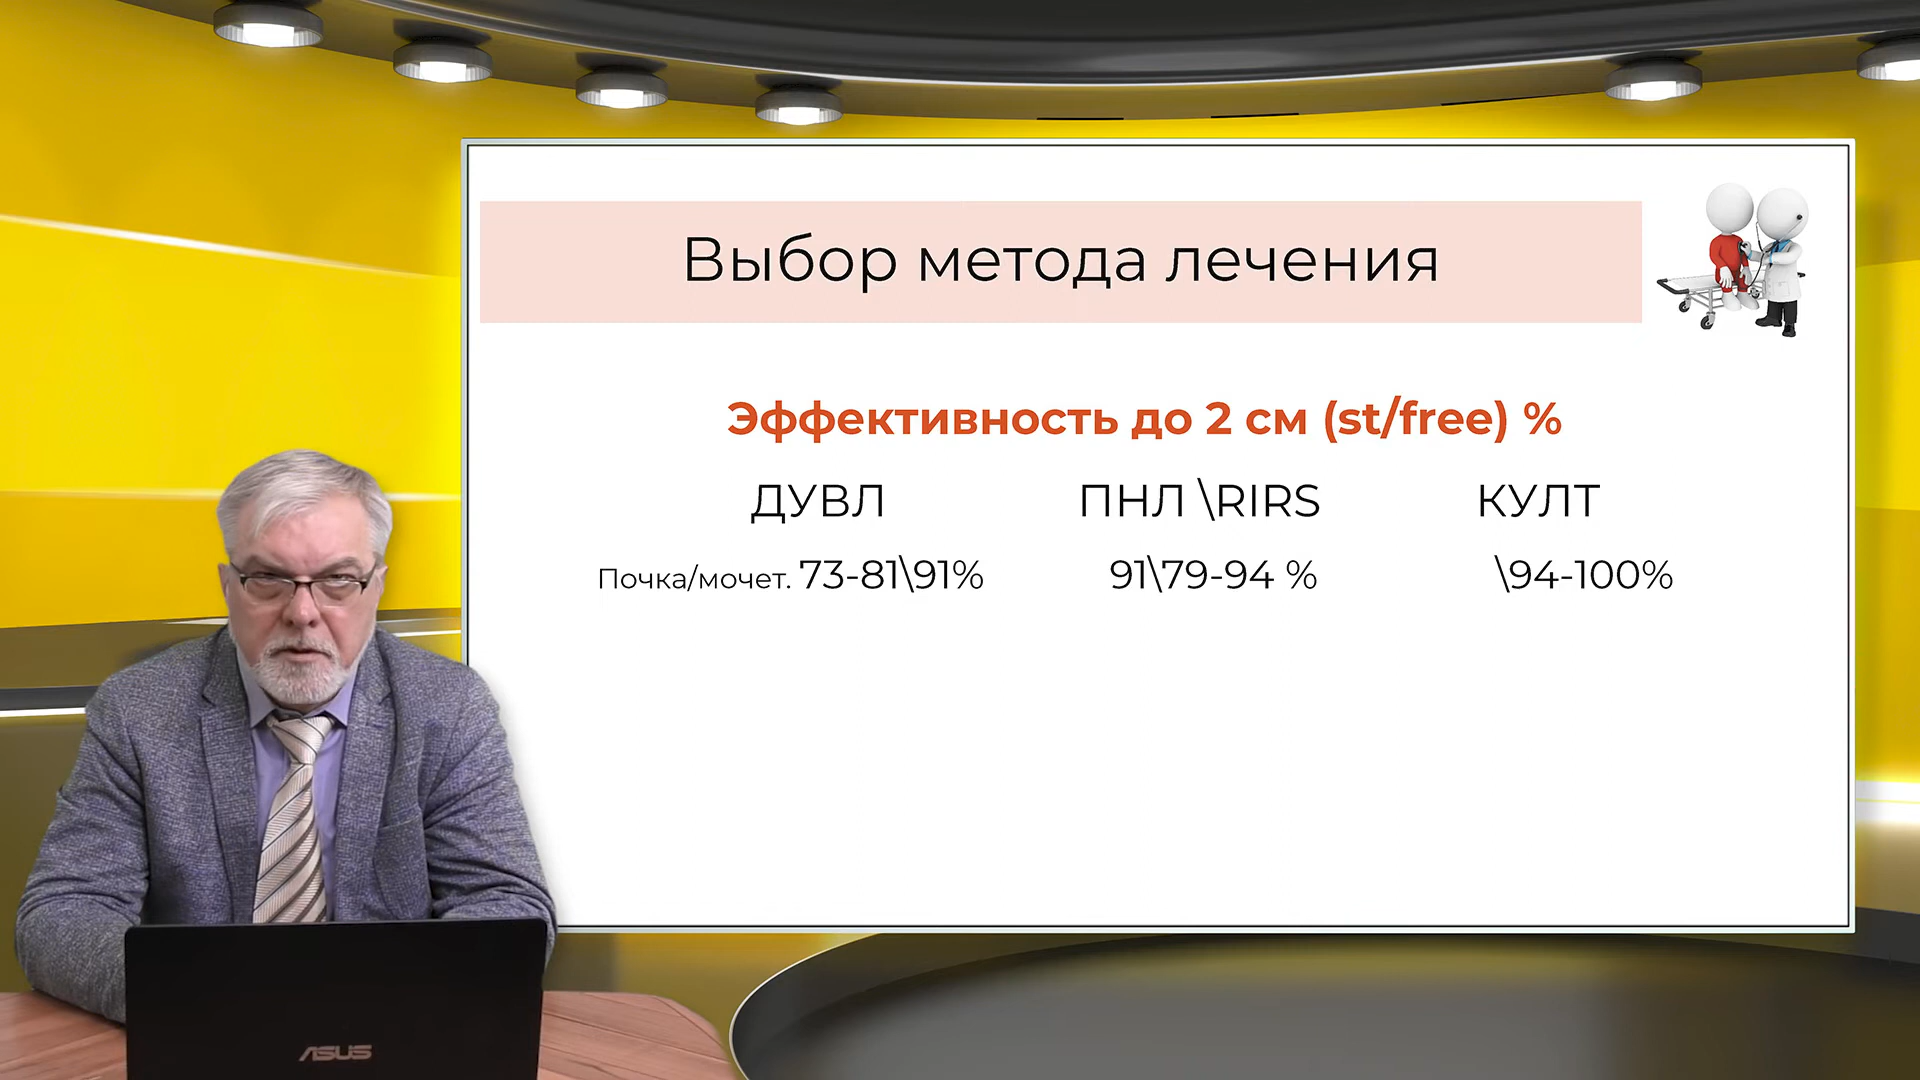 Выбор метода лечения
Эффективность до 2 см (st/free) %
ДУВЛ ПНЛ \RIRS КУЛТ
Почка/мочет. 73-81\91% 91\79-94 % \94-100%
ASUS